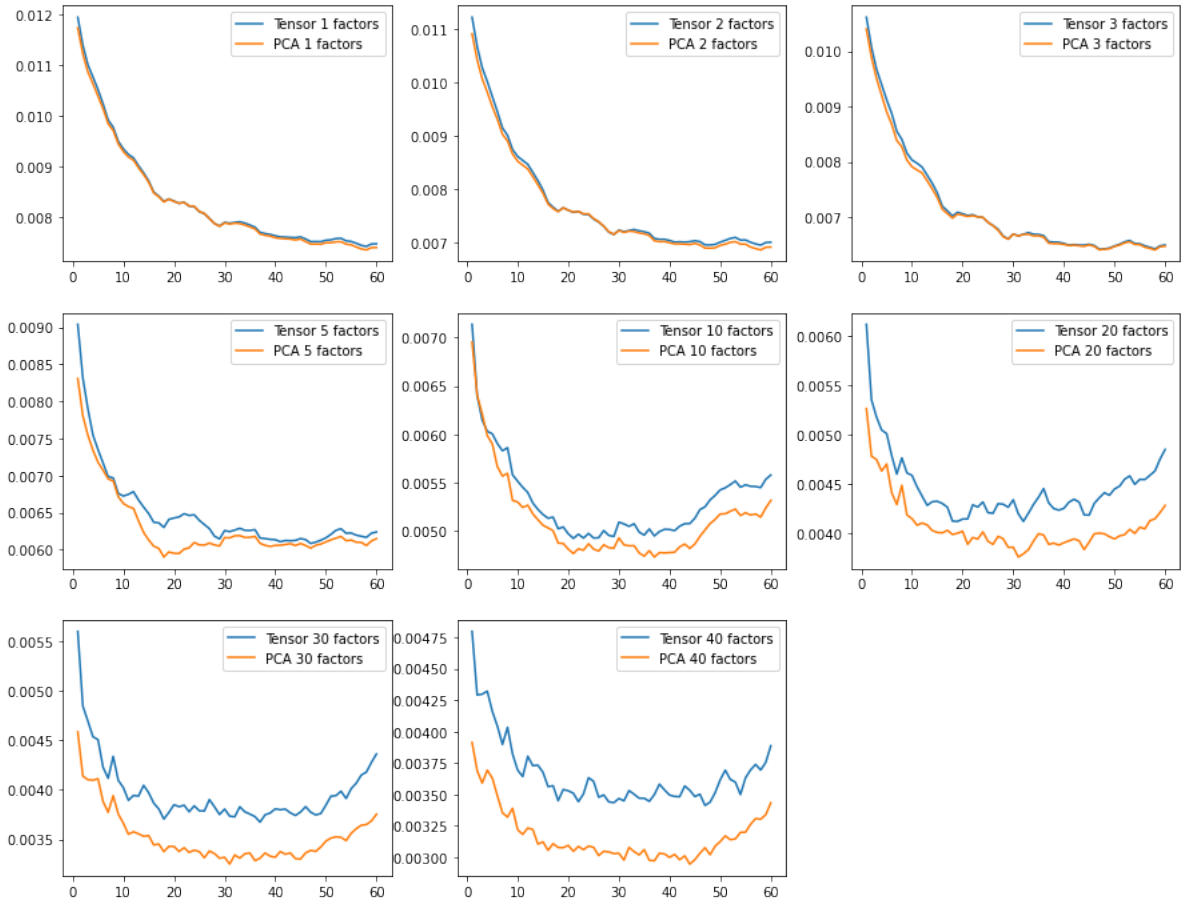 Tensor 1 factors
PCA 1 factors
0.012
0.011
0.010
0.009
0.008
0 10 20 30 40 50 60
Tensor 2 factors
PCA 2 factors
0.011
0.010
0.009
0.008
0.007
0 10 20 30 40 50 60
Tensor 3 factors
PCA 3 factors
0.010
0.009
0.008
0.007
0 10 20 30 40 50 60
Tensor 5 factors
PCA 5 factors
0.0090
0.0085
0.0080
0.0075
0.0070
0.0065
0.0060
0 10 20 30 40 50 60
Tensor 10 factors
PCA 10 factors
0.0070
0.0065
0.0060
0.0055
0.0050
0 10 20 30 40 50 60
Tensor 20 factors
PCA 20 factors
0.0060
0.0055
0.0050
0.0045
0.0040
0 10 20 30 40 50 60
Tensor 30 factors
PCA 30 factors
0.0055
0.0050
0.0045
0.0040
0.0035
0 10 20 30 40 50 60
Tensor 40 factors
PCA 40 factors
0.00475
0.00450
0.00425
0.00400
0.00375
0.00350
0.00325
0.00300
0 10 20 30 40 50 60